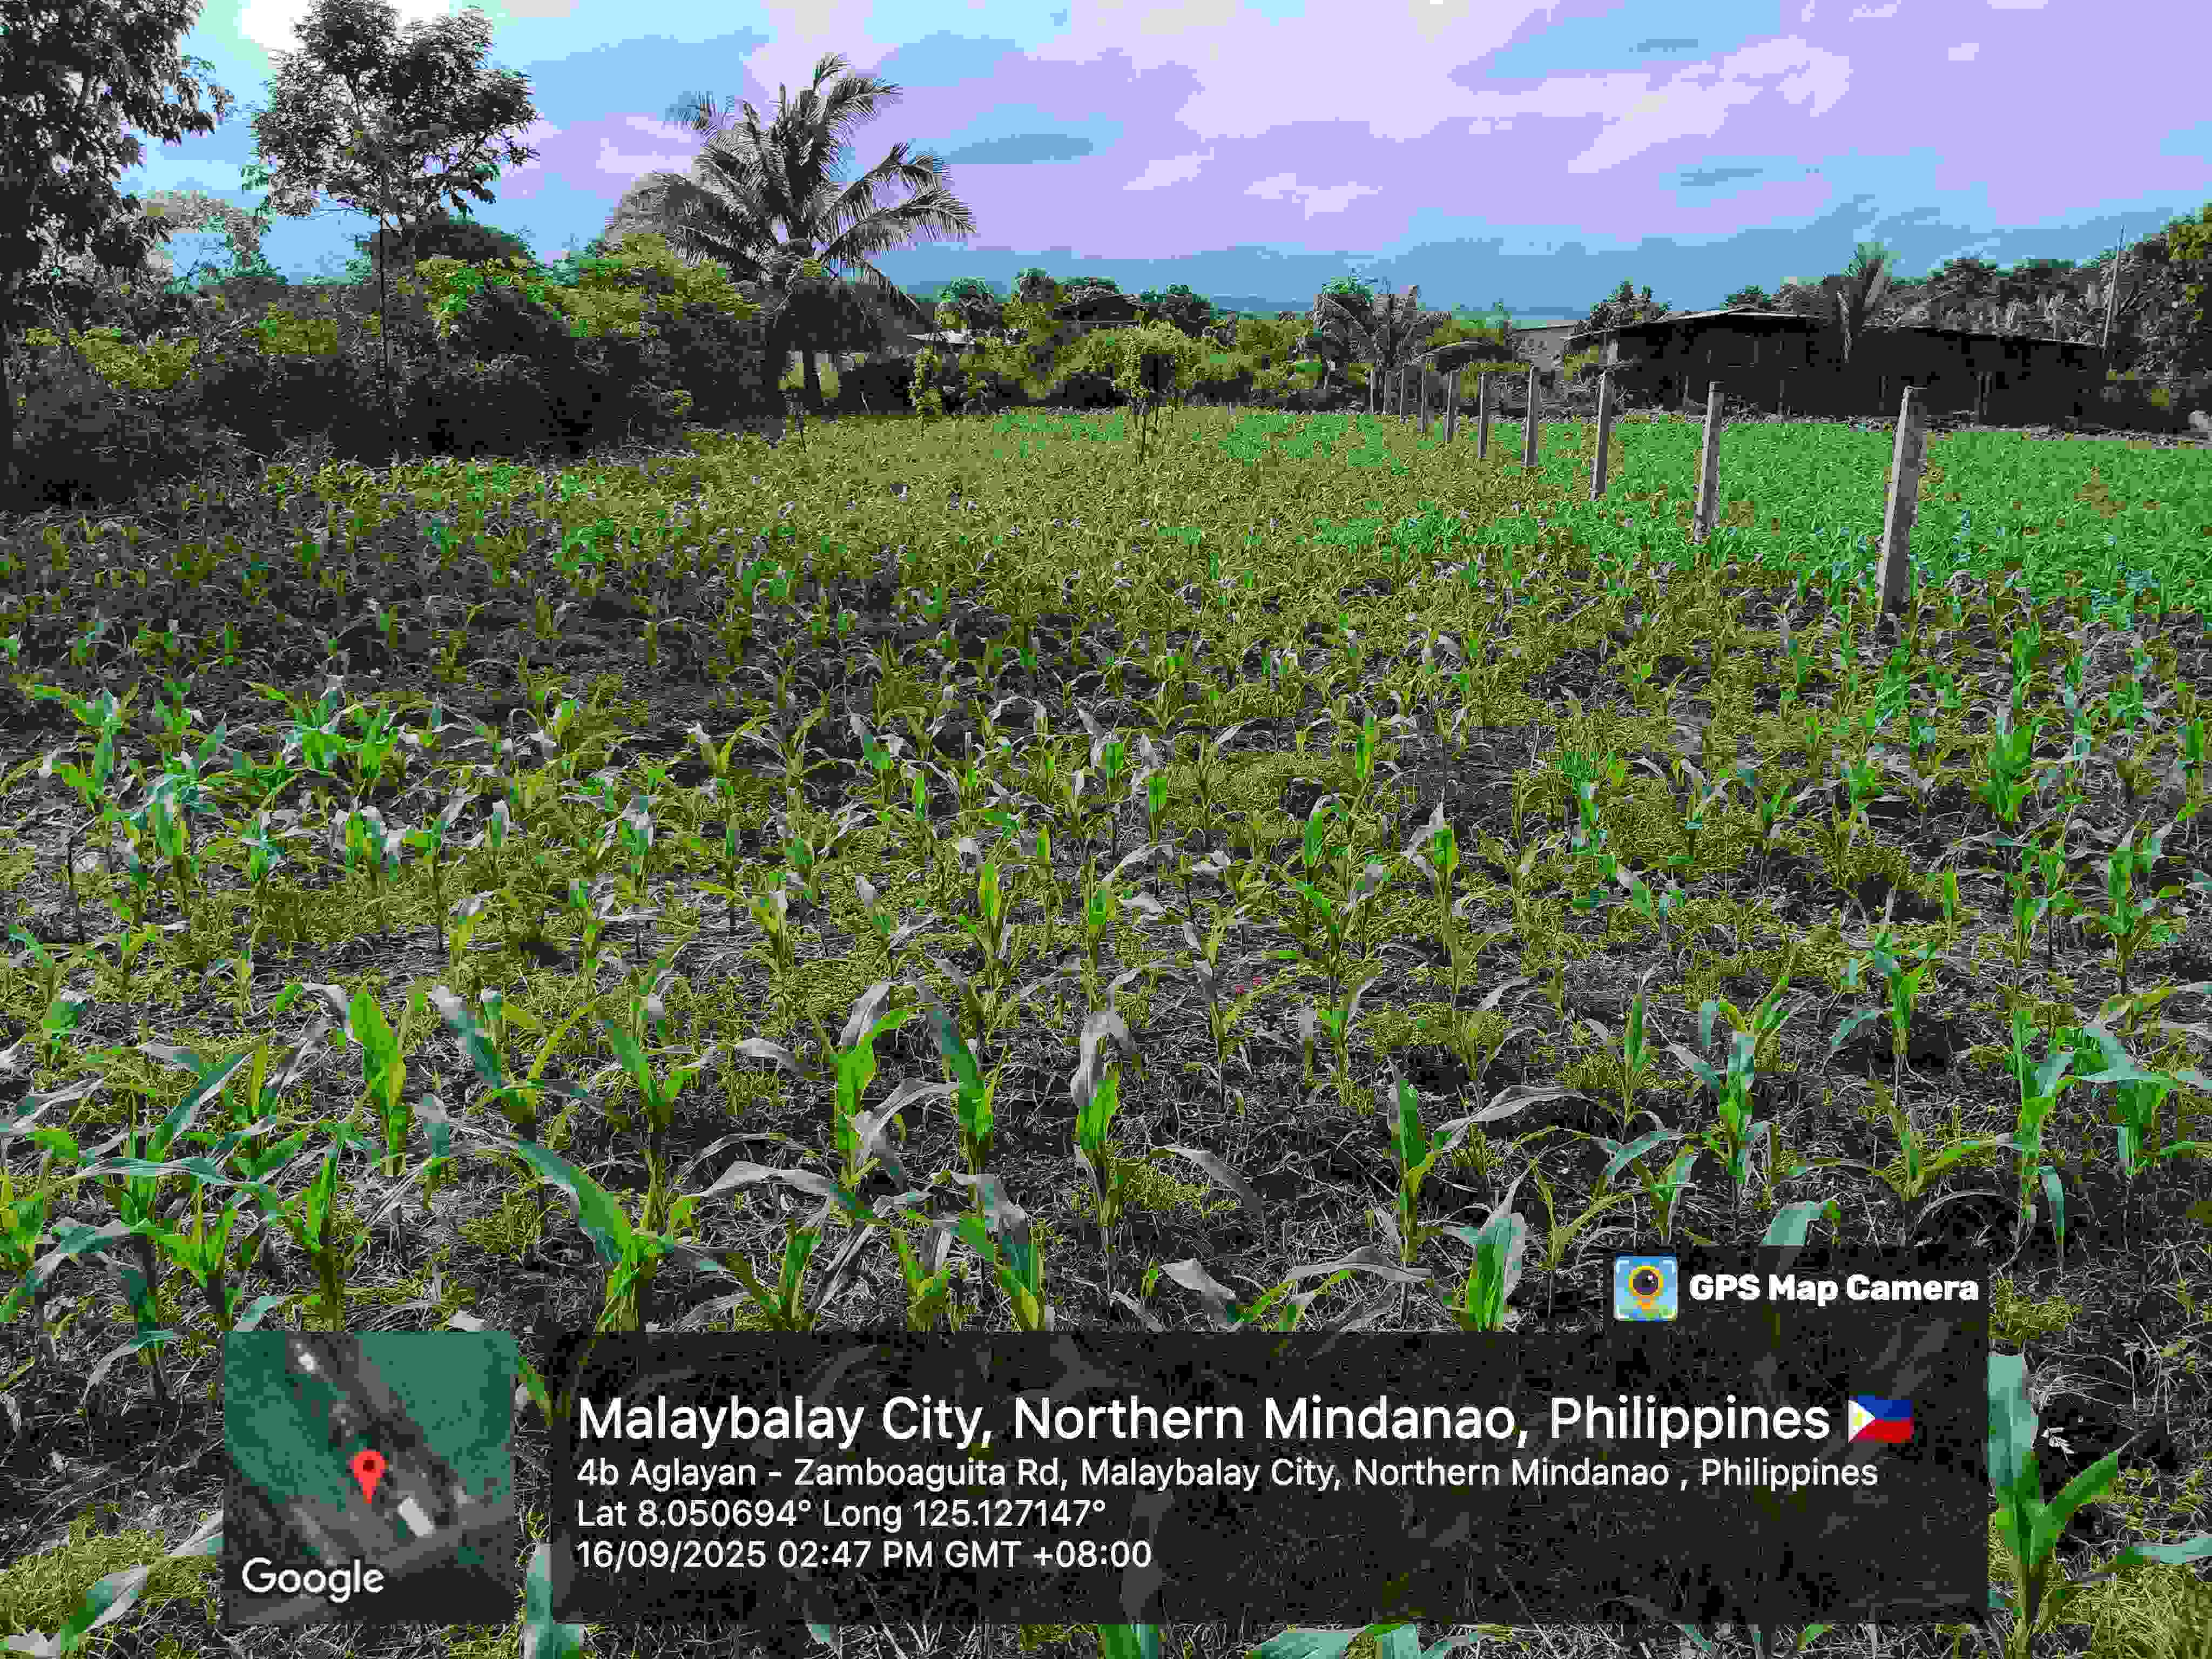 GPS Map Camera
Malaybalay City, Northern Mindanao, Philippines
4b Aglayan - Zamboaguita Rd, Malaybalay City, Northern Mindanao , Philippines
Lat 8.050694° Long 125.127147°
16/09/2025 02:47 PM GMT +08:00
Google